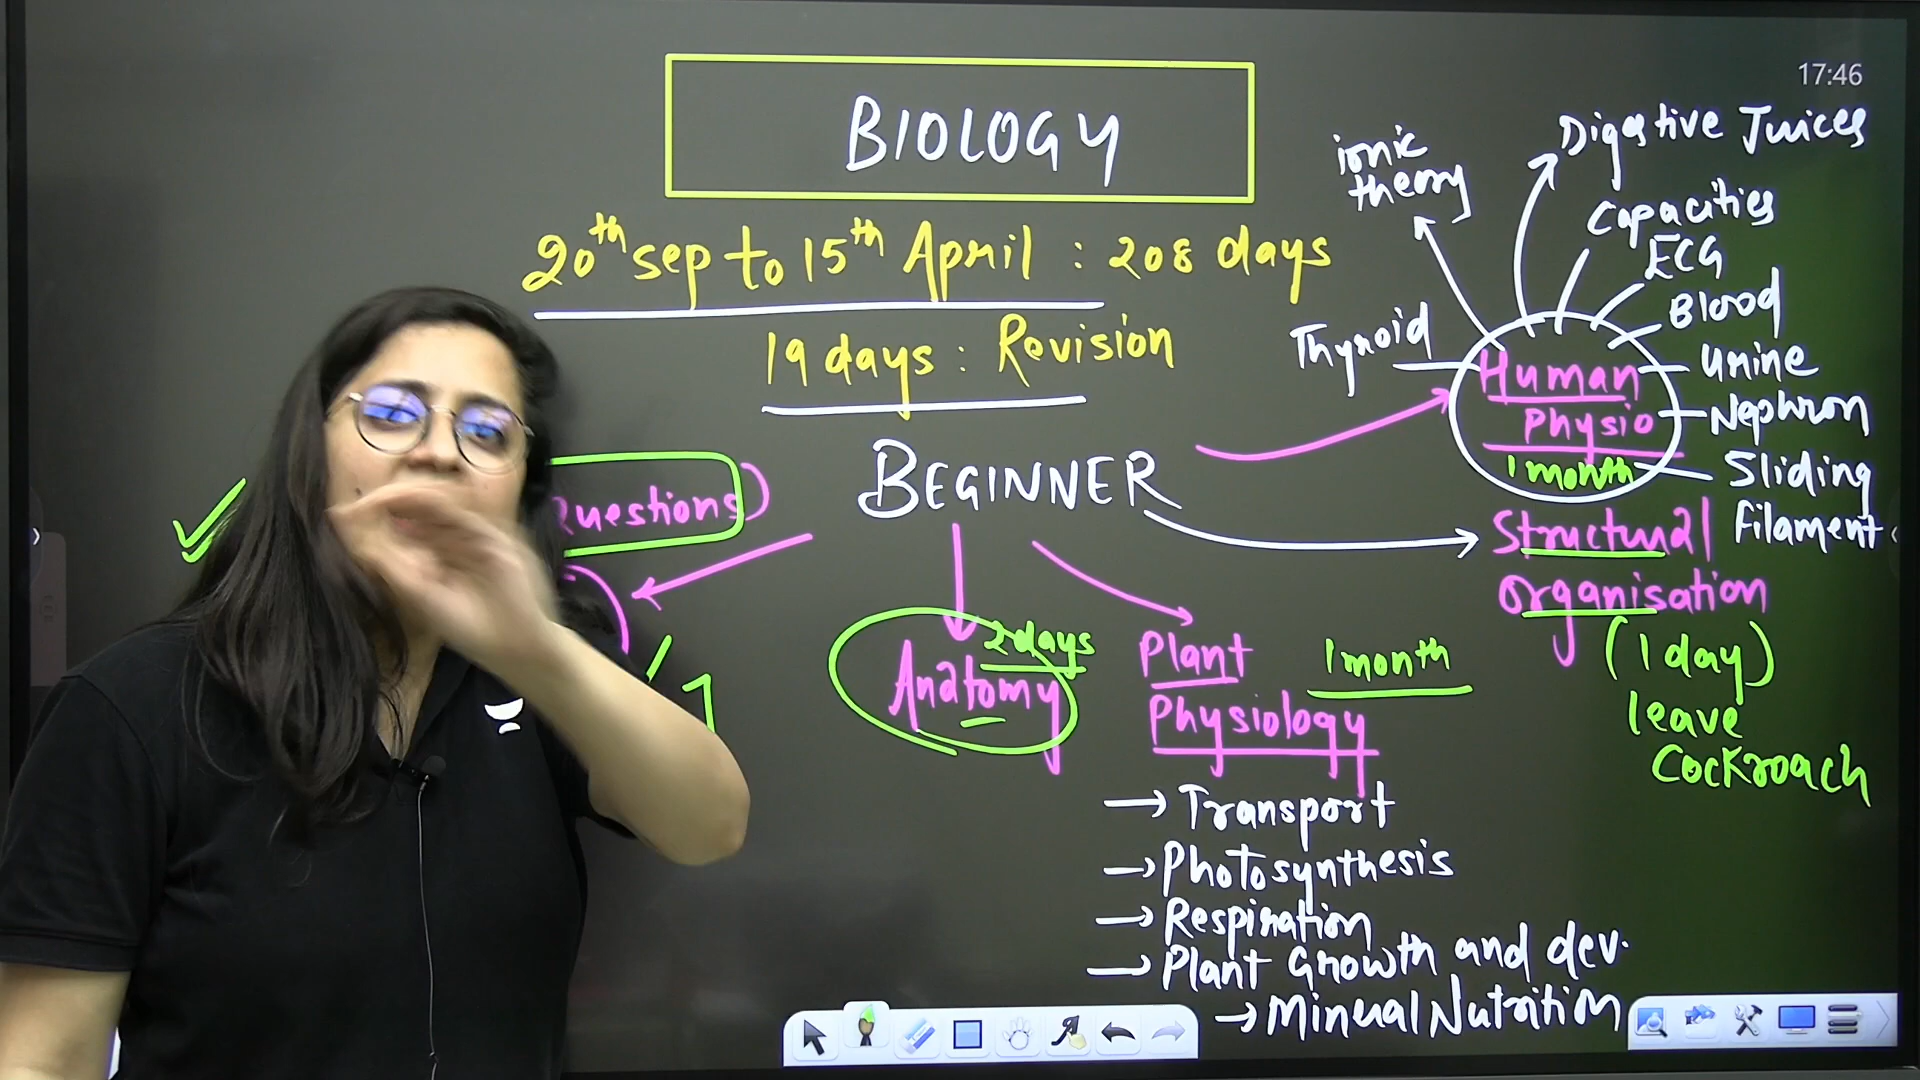 17:46
BIOLOGY
20th sep to 15th April : 208 days
19 days : Revision
BEGINNER
Questions)
Anatomy
2 days
Plant
Physiology
1 month
→ Transport
→ Photosynthesis
→ Respiration
→ Plant Growth and dev.
→ Mineral Nutrition
Human
Physio
1 month
Thyroid
ionic
theory
Digestive Juices
Capacities
ECG
Blood
Urine
Nephron
Sliding
Filament
Structural
organisation
(1 day)
leave
Cockroach